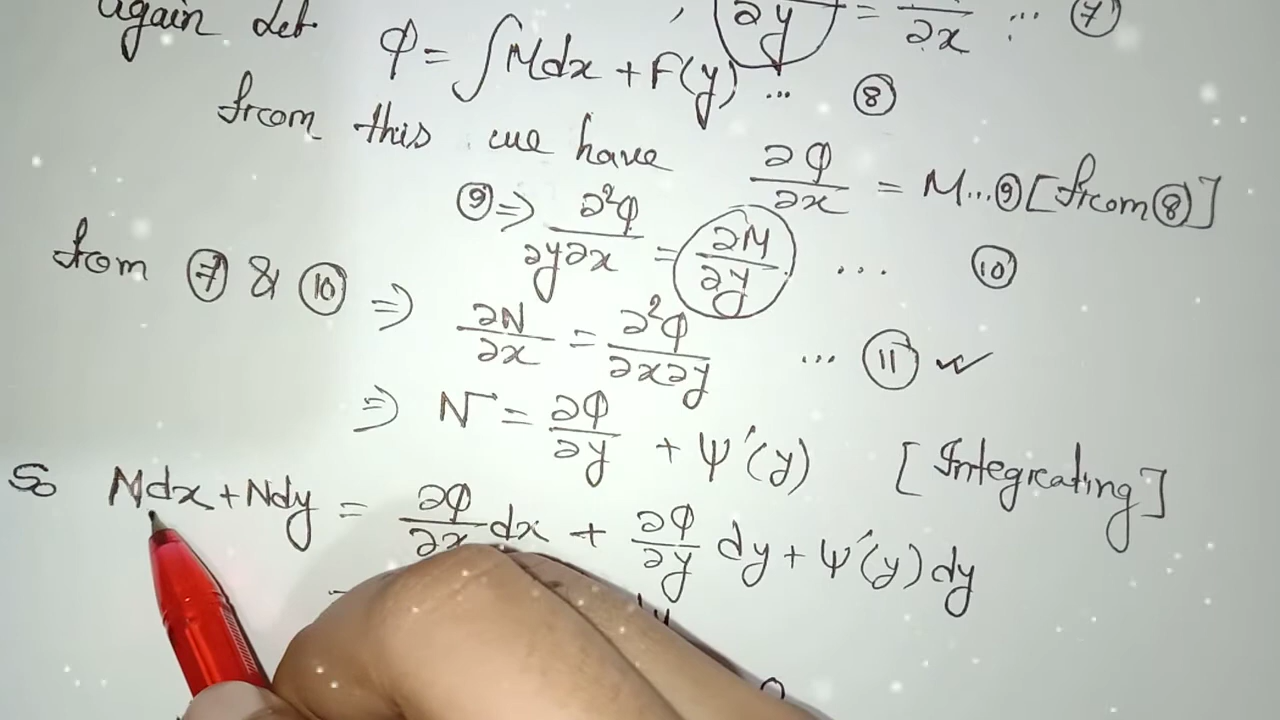 again let , ∂/∂y = /∂x ... ⑦
φ = ∫Mdx + F(y) ... ⑧
from this we have ∂φ/∂x = M...⑨ [from ⑧]
⑨ ⇒ ∂²φ/∂y∂x = ∂M/∂y ... ⑩
from ⑦ & ⑩ ⇒ ∂N/∂x = ∂²φ/∂x∂y ... ⑪
⇒ N = ∂φ/∂y + ψ'(y) [Integrating]
So Mdx + Ndy = ∂φ/∂x dx + ∂φ/∂y dy + ψ'(y) dy